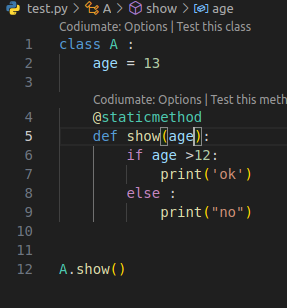 test.py > A > show > age
Codiumate: Options | Test this class
1 class A :
2 age = 13
3
Codiumate: Options | Test this meth
4 @staticmethod
5 def show(age):
6 if age >12:
7 print('ok')
8 else :
9 print("no")
10
11
12 A.show()